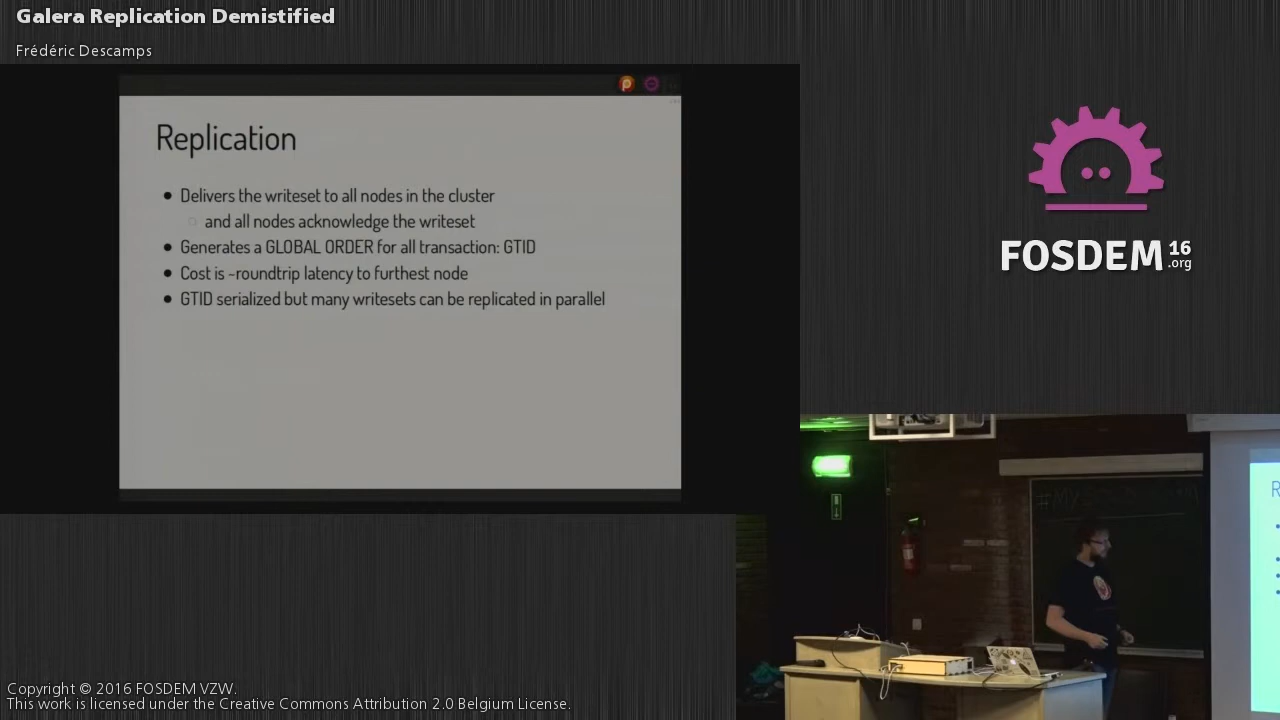 Galera Replication Demistified
Frédéric Descamps
Replication
Delivers the writeset to all nodes in the cluster
and all nodes acknowledge the writeset
Generates a GLOBAL ORDER for all transaction: GTID
Cost is ~roundtrip latency to furthest node
GTID serialized but many writesets can be replicated in parallel
FOSDEM 16
.org
R
Copyright © 2016 FOSDEM VZW.
This work is licensed under the Creative Commons Attribution 2.0 Belgium License.